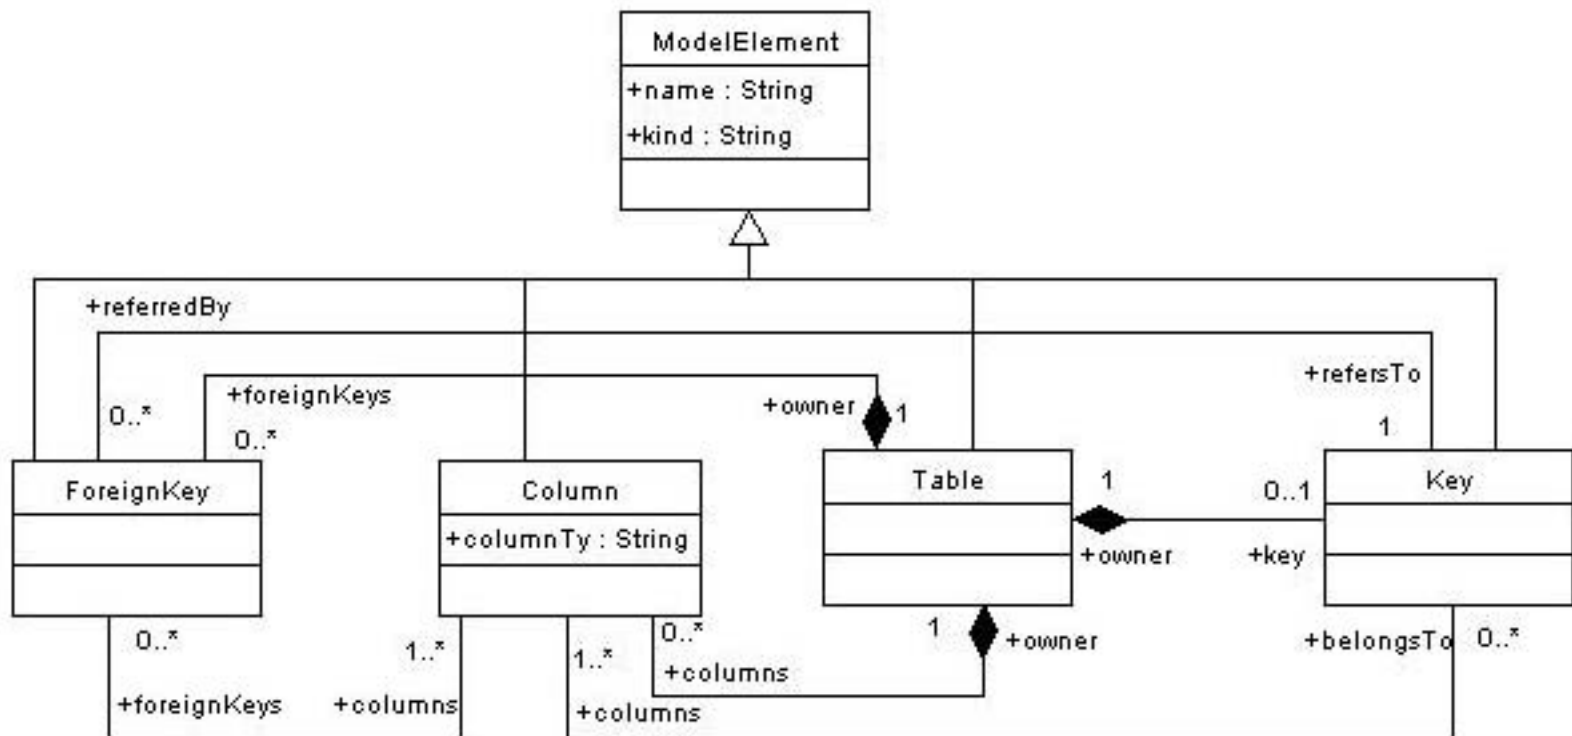 ModelElement
+name : String
+kind : String
+referredBy
+refersTo
+foreignKeys
+owner
1
0..*
1
0..*
ForeignKey
Column
Table
1
0..1
Key
+columnTy : String
+owner
+key
0..*
1..*
1..*
0..*
1
+owner
+belongsTo
0..*
+columns
+foreignKeys
+columns
+columns